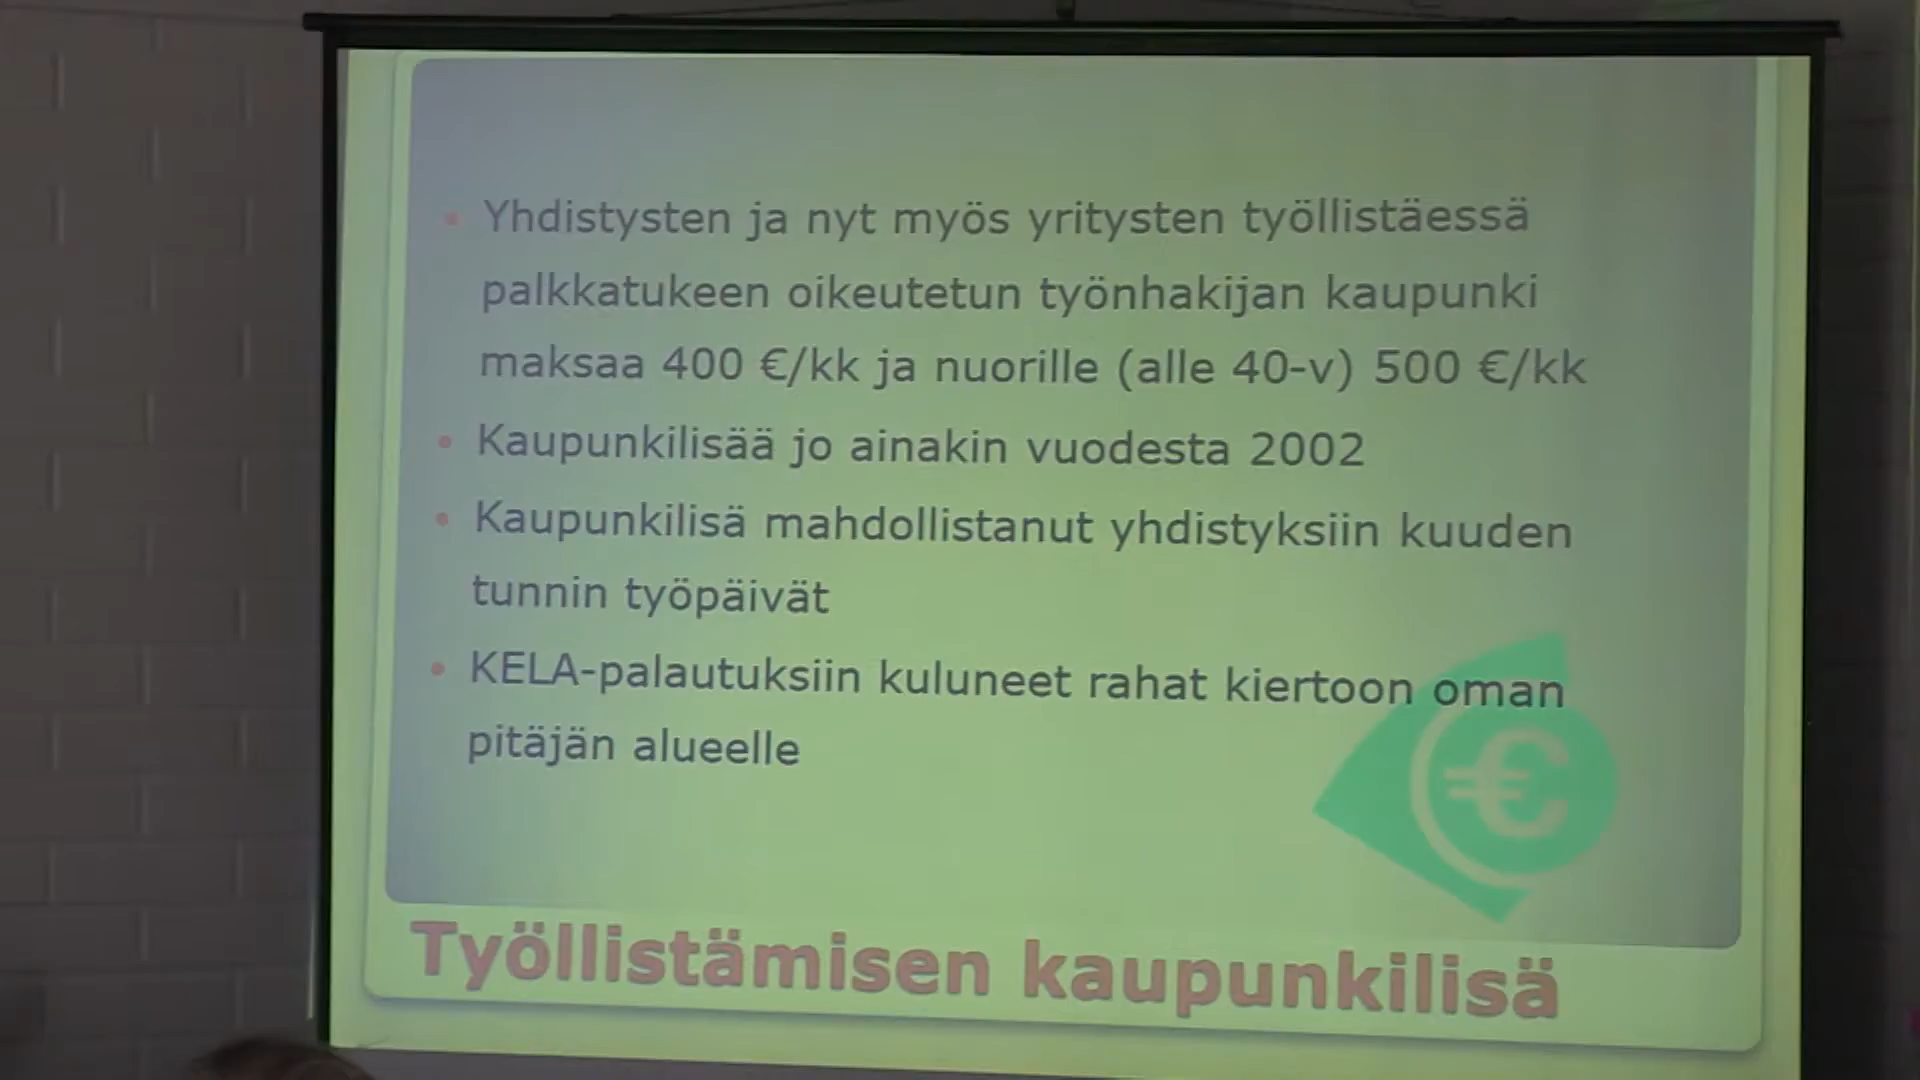 • Yhdistysten ja nyt myös yritysten työllistäessä
palkkatukeen oikeutetun työnhakijan kaupunki
maksaa 400 €/kk ja nuorille (alle 40-v) 500 €/kk
• Kaupunkilisää jo ainakin vuodesta 2002
• Kaupunkilisä mahdollistanut yhdistyksiin kuuden
tunnin työpäivät
• KELA-palautuksiin kuluneet rahat kiertoon oman
pitäjän alueelle
€
Työllistämisen kaupunkilisä